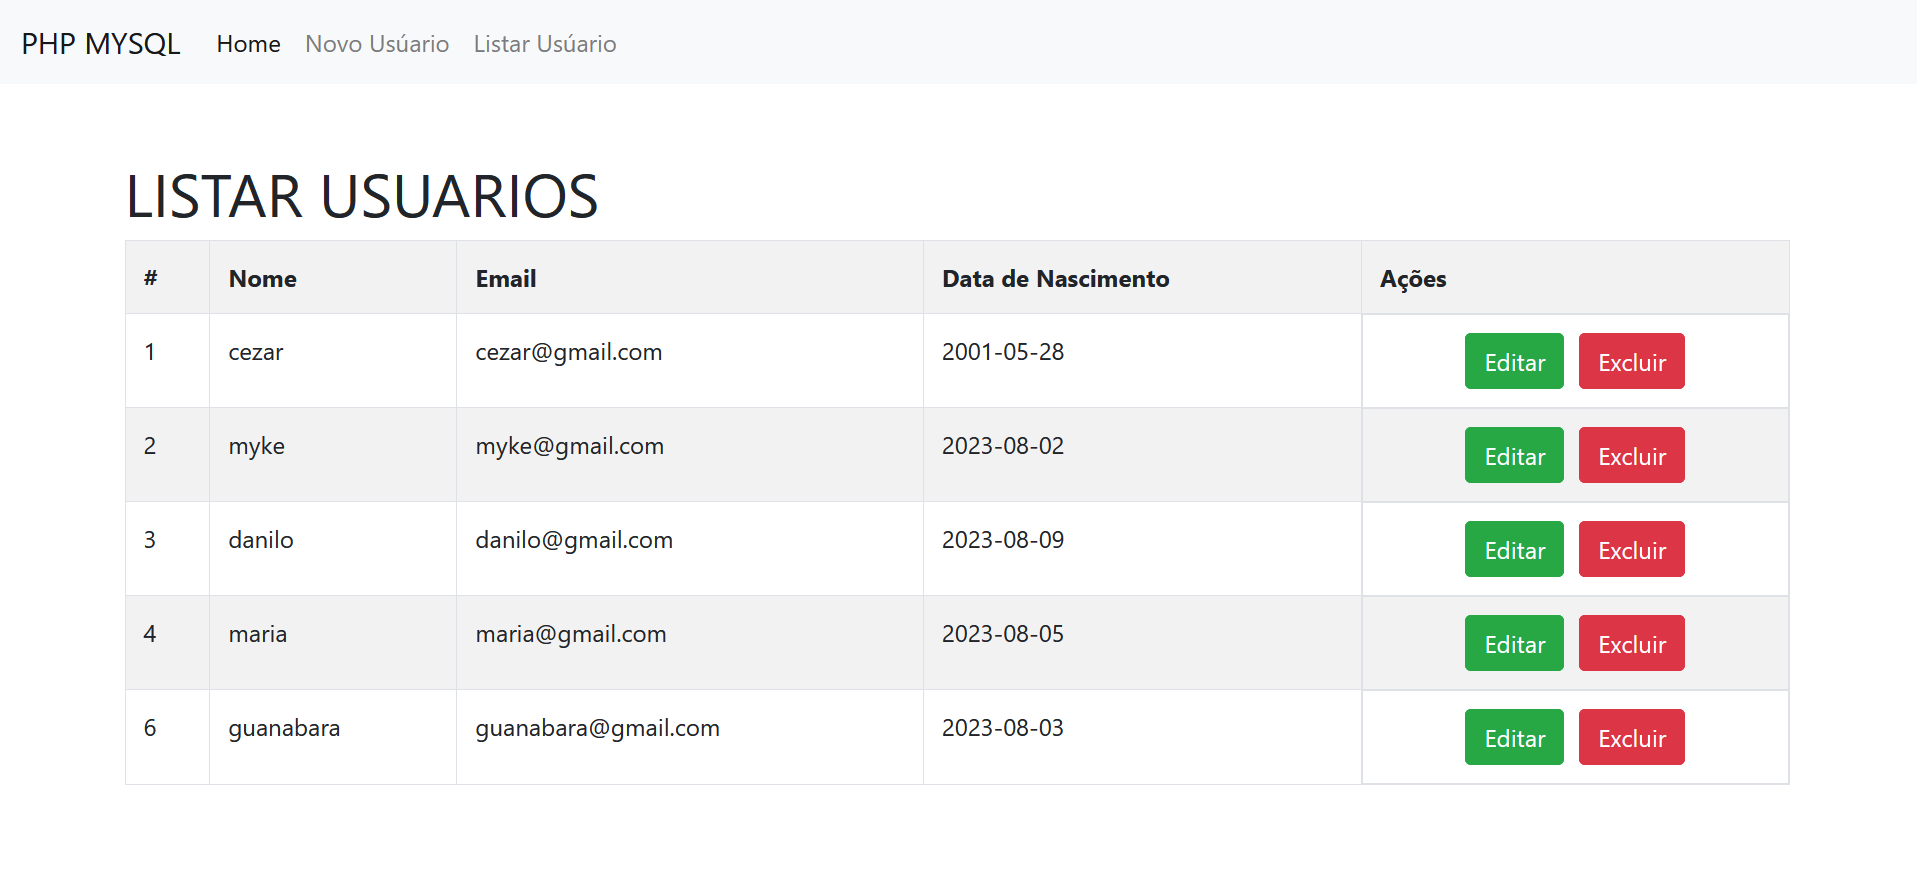 PHP MYSQL Home Novo Usúario Listar Usúario
LISTAR USUARIOS
# Nome Email Data de Nascimento Ações
1 cezar cezar@gmail.com 2001-05-28 Editar Excluir
2 myke myke@gmail.com 2023-08-02 Editar Excluir
3 danilo danilo@gmail.com 2023-08-09 Editar Excluir
4 maria maria@gmail.com 2023-08-05 Editar Excluir
6 guanabara guanabara@gmail.com 2023-08-03 Editar Excluir